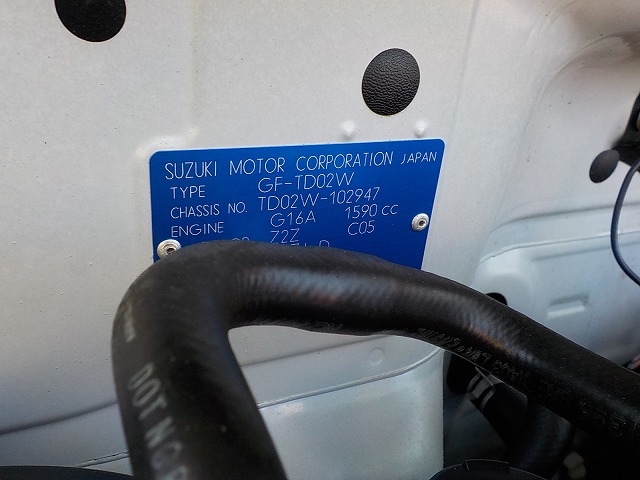 SUZUKI MOTOR CORPORATION JAPAN
TYPE GF-TD02W
CHASSIS NO. TD02W-102947
ENGINE G16A 1590 cc
Z2Z C05
DOT NO.